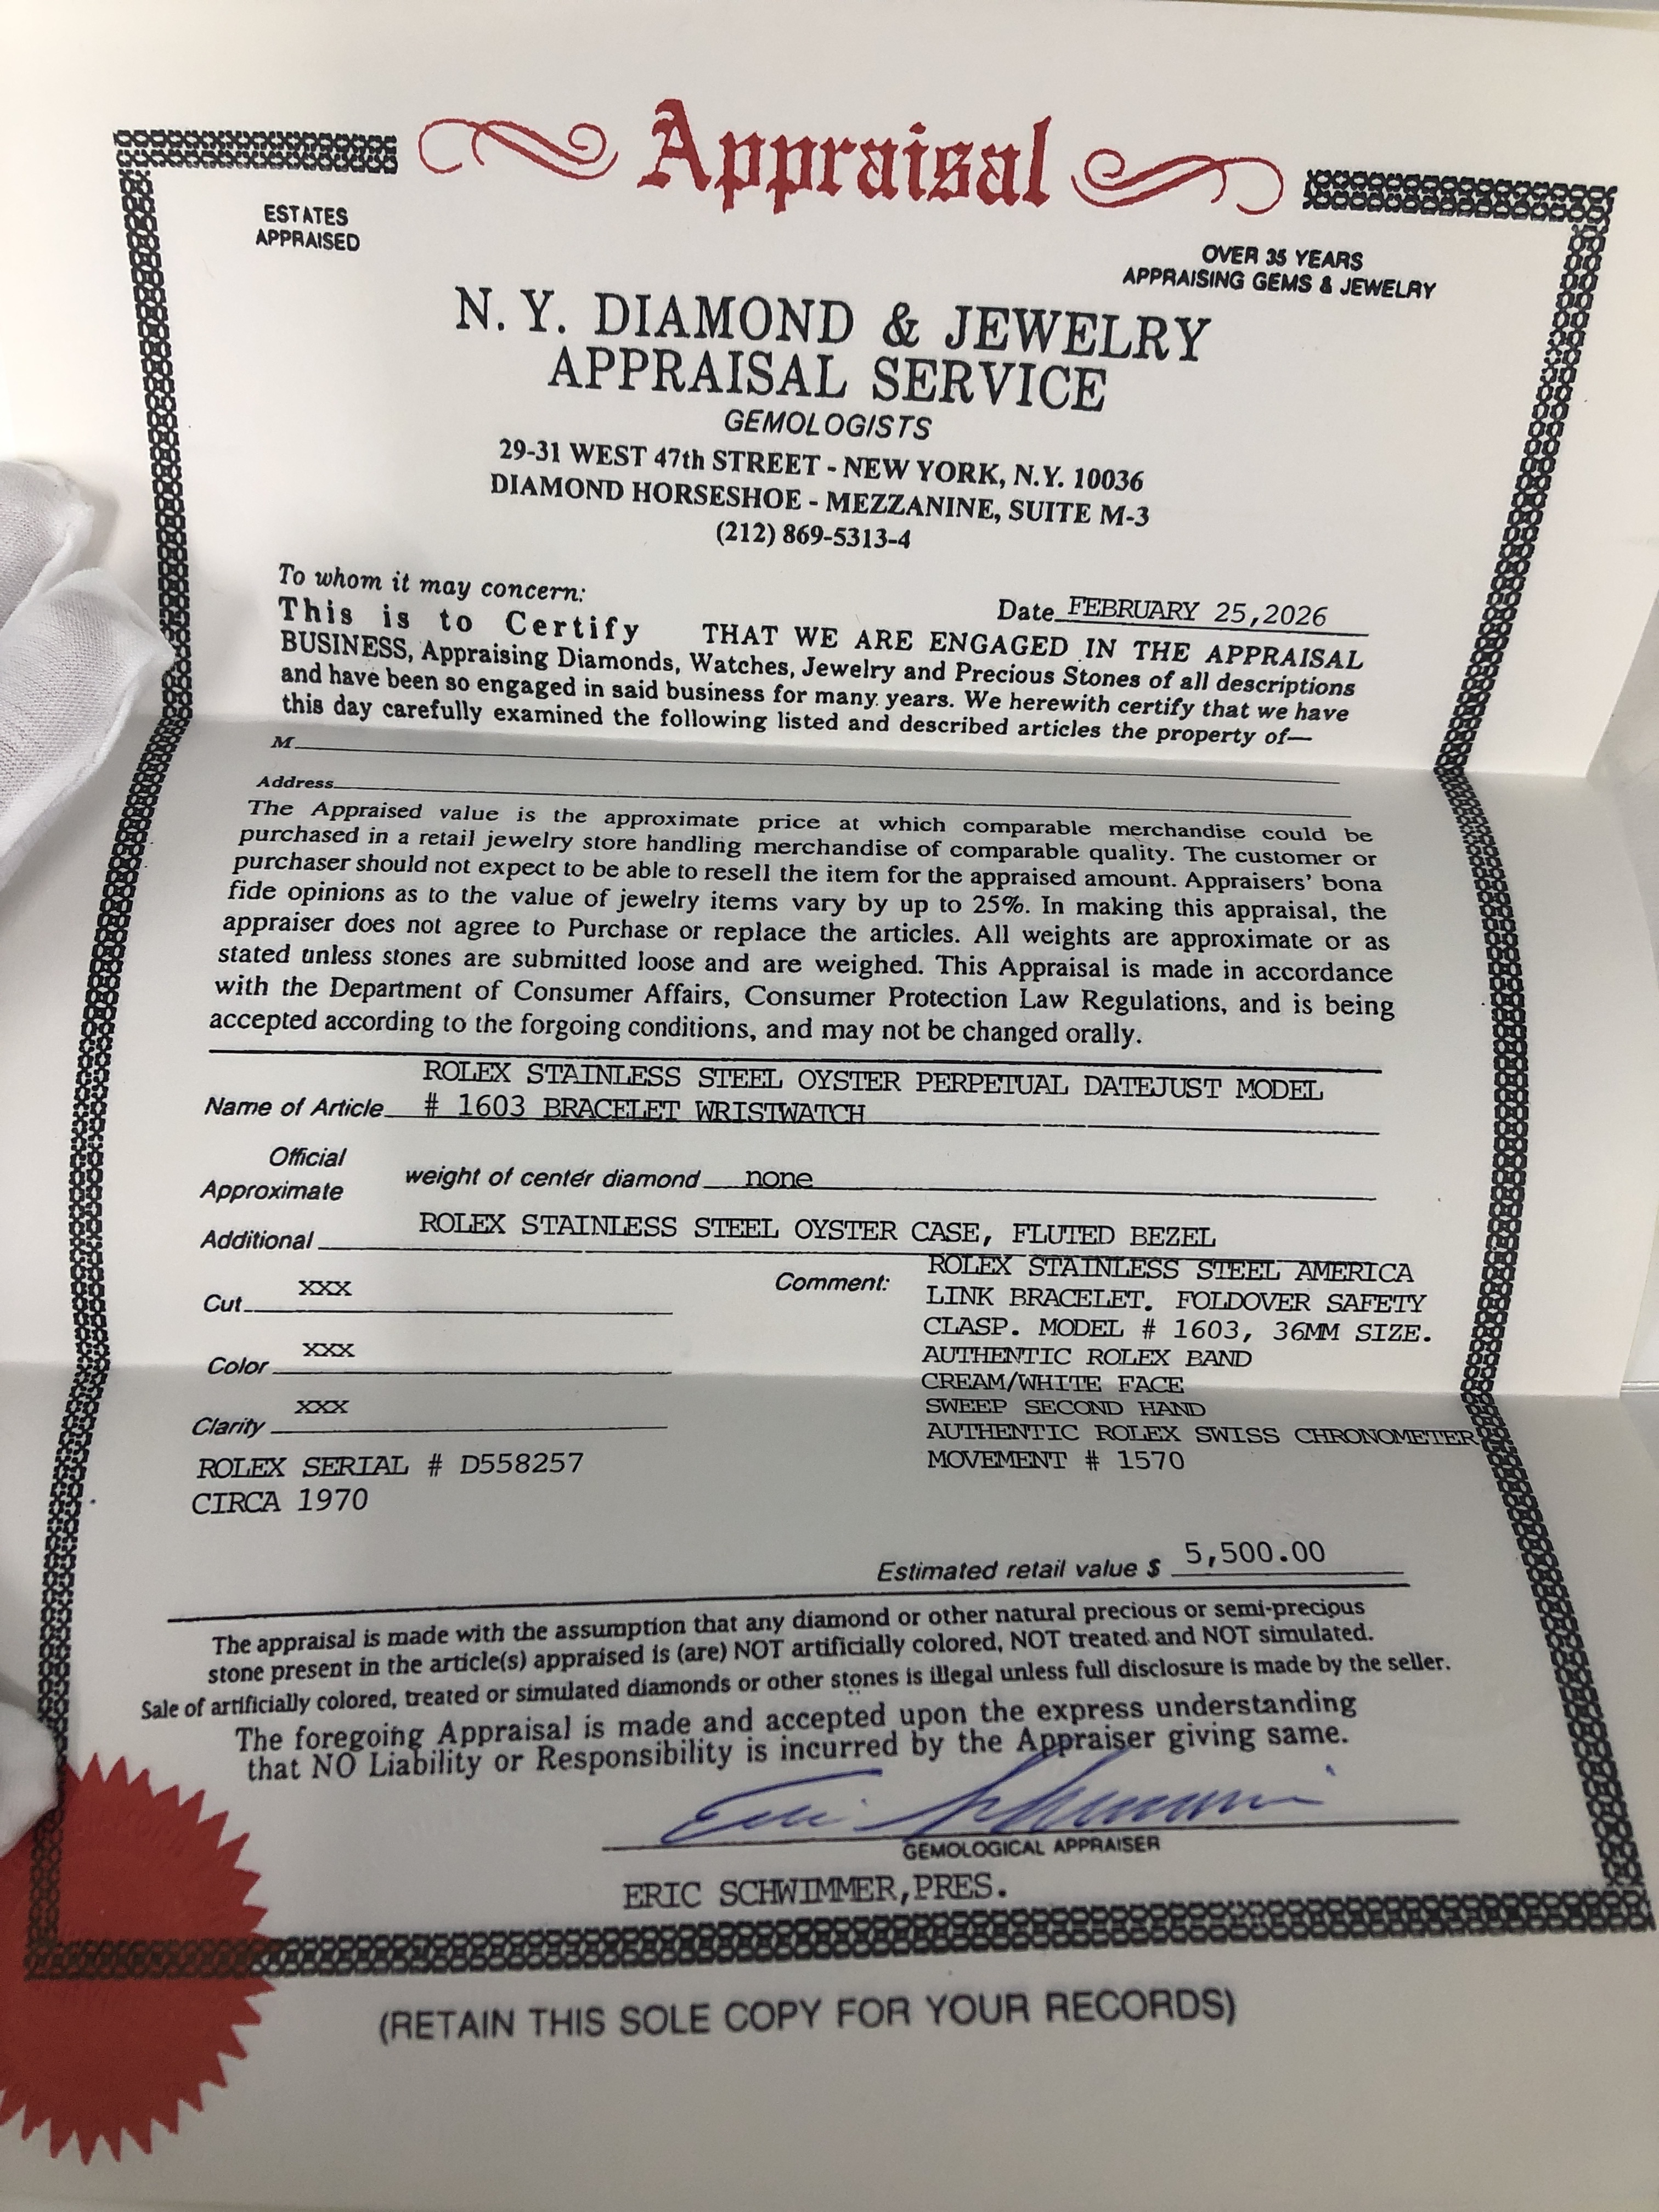 Appraisal
ESTATES
APPRAISED
OVER 35 YEARS
APPRAISING GEMS & JEWELRY
N. Y. DIAMOND & JEWELRY
APPRAISAL SERVICE
GEMOLOGISTS
29-31 WEST 47th STREET - NEW YORK, N.Y. 10036
DIAMOND HORSESHOE - MEZZANINE, SUITE M-3
(212) 869-5313-4
To whom it may concern:
Date FEBRUARY 25,2026
This is to Certify THAT WE ARE ENGAGED IN THE APPRAISAL
BUSINESS, Appraising Diamonds, Watches, Jewelry and Precious Stones of all descriptions
and have been so engaged in said business for many years. We herewith certify that we have
this day carefully examined the following listed and described articles the property of—
M
Address
The Appraised value is the approximate price at which comparable merchandise could be
purchased in a retail jewelry store handling merchandise of comparable quality. The customer or
purchaser should not expect to be able to resell the item for the appraised amount. Appraisers' bona
fide opinions as to the value of jewelry items vary by up to 25%. In making this appraisal, the
appraiser does not agree to Purchase or replace the articles. All weights are approximate or as
stated unless stones are submitted loose and are weighed. This Appraisal is made in accordance
with the Department of Consumer Affairs, Consumer Protection Law Regulations, and is being
accepted according to the forgoing conditions, and may not be changed orally.
ROLEX STAINLESS STEEL OYSTER PERPETUAL DATEJUST MODEL
Name of Article # 1603 BRACELET WRISTWATCH
Official
Approximate weight of center diamond none
Additional ROLEX STAINLESS STEEL OYSTER CASE, FLUTED BEZEL
Cut XXX
Color XXX
Clarity XXX
ROLEX SERIAL # D558257
CIRCA 1970
Comment: ROLEX STAINLESS STEEL AMERICA
LINK BRACELET. FOLDOVER SAFETY
CLASP. MODEL # 1603, 36MM SIZE.
AUTHENTIC ROLEX BAND
CREAM/WHITE FACE
SWEEP SECOND HAND
AUTHENTIC ROLEX SWISS CHRONOMETER
MOVEMENT # 1570
Estimated retail value $ 5,500.00
The appraisal is made with the assumption that any diamond or other natural precious or semi-precious
stone present in the article(s) appraised is (are) NOT artificially colored, NOT treated and NOT simulated.
Sale of artificially colored, treated or simulated diamonds or other stones is illegal unless full disclosure is made by the seller.
The foregoing Appraisal is made and accepted upon the express understanding
that NO Liability or Responsibility is incurred by the Appraiser giving same.
Eric Schwimmer
GEMOLOGICAL APPRAISER
ERIC SCHWIMMER,PRES.
(RETAIN THIS SOLE COPY FOR YOUR RECORDS)